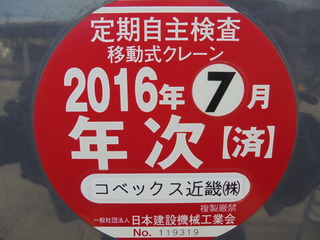 定期自主検査
移動式クレーン
2016年7月
年次【済】
コベックス近畿㈱
複製厳禁
一般社団法人 日本建設機械工業会
No. 119319